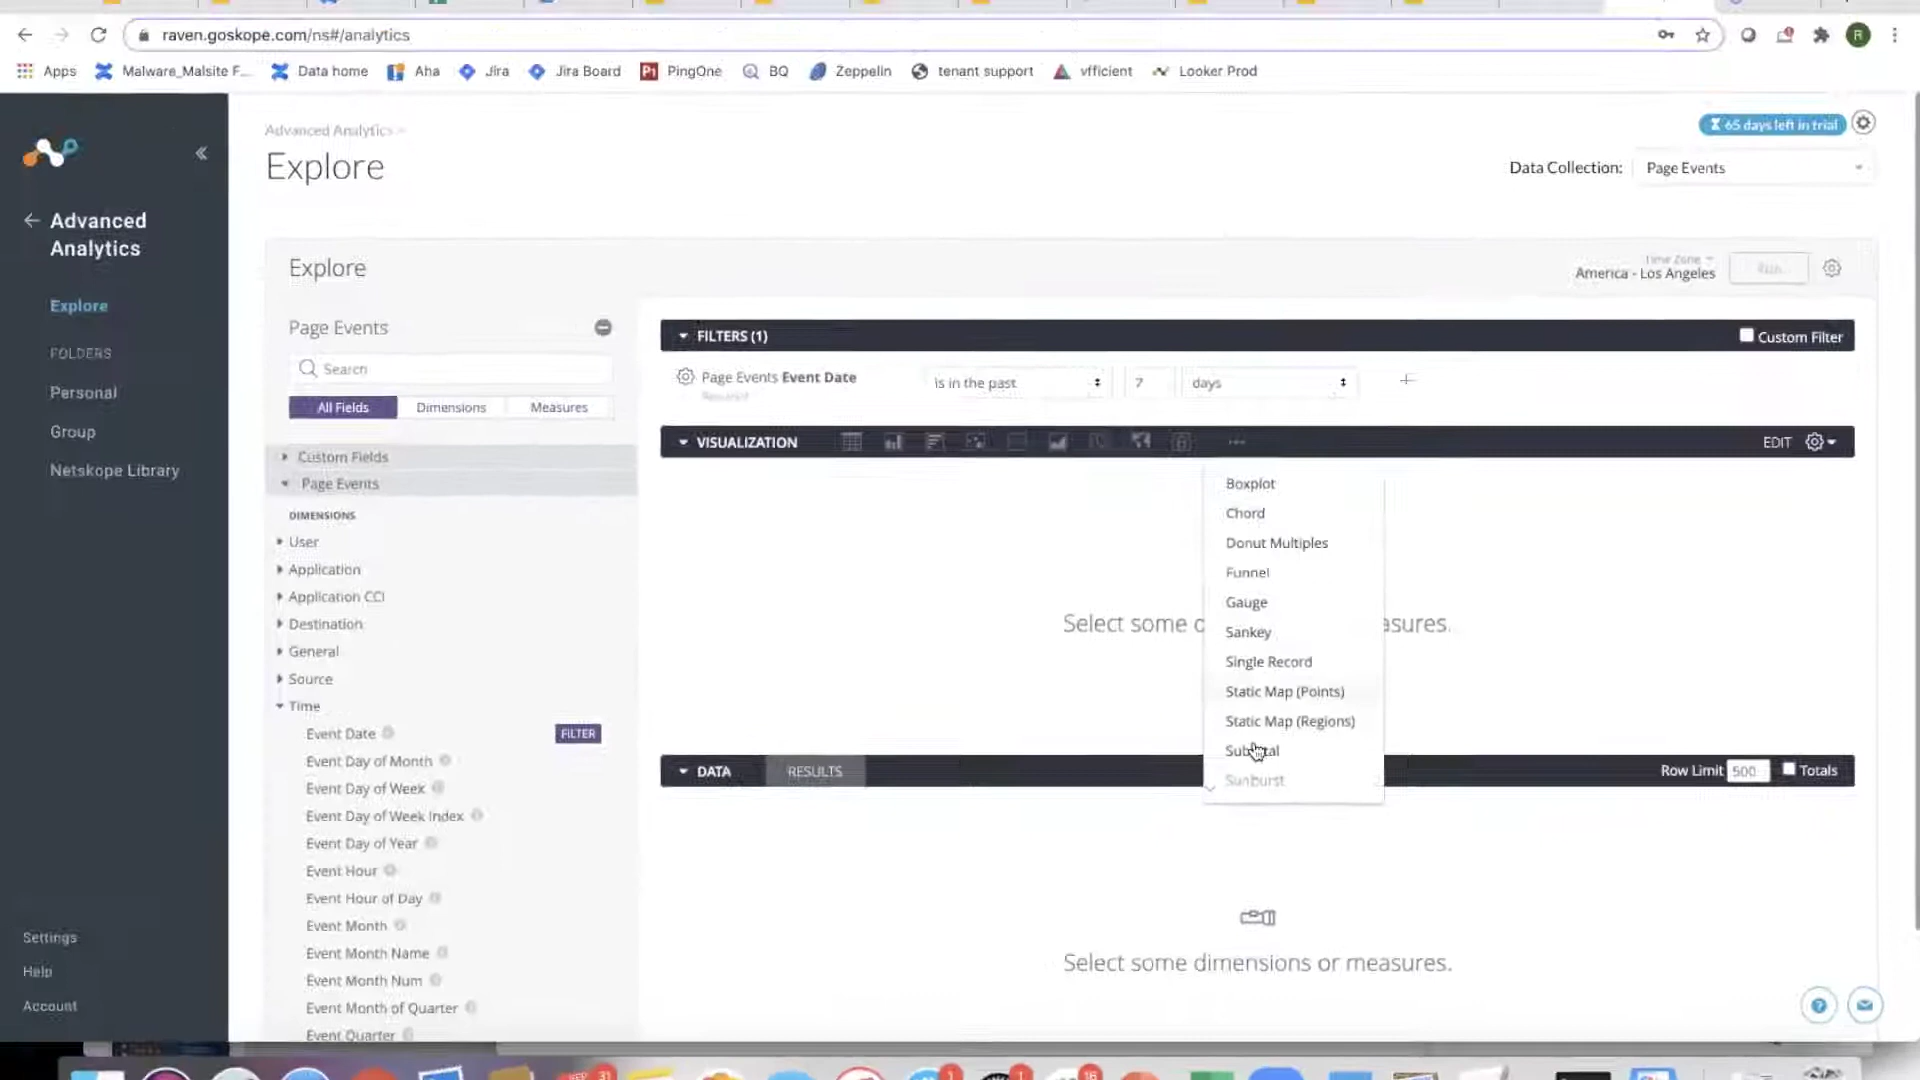 raven.goskope.com/ns#/analytics
R
Apps
Malware_Malsite F...
Data home
Aha
Jira
Jira Board
P1 PingOne
BQ
Zeppelin
tenant support
vfficient
Looker Prod
Advanced Analytics
65 days left in trial
Explore
Data Collection:
Page Events
Advanced
Analytics
Explore
FOLDERS
Personal
Group
Netskope Library
Settings
Help
Account
Explore
Time Zone
America - Los Angeles
Run
Page Events
Search
All Fields
Dimensions
Measures
Custom Fields
Page Events
DIMENSIONS
User
Application
Application CCI
Destination
General
Source
Time
Event Date
FILTER
Event Day of Month
Event Day of Week
Event Day of Week Index
Event Day of Year
Event Hour
Event Hour of Day
Event Month
Event Month Name
Event Month Num
Event Month of Quarter
Event Quarter
FILTERS (1)
Custom Filter
Page Events Event Date
Required
is in the past
7
days
VISUALIZATION
EDIT
Boxplot
Chord
Donut Multiples
Funnel
Gauge
Sankey
Single Record
Static Map (Points)
Static Map (Regions)
Sunburst
Select some
asures.
DATA
RESULTS
Row Limit 500
Totals
Select some dimensions or measures.
31
1
1
16